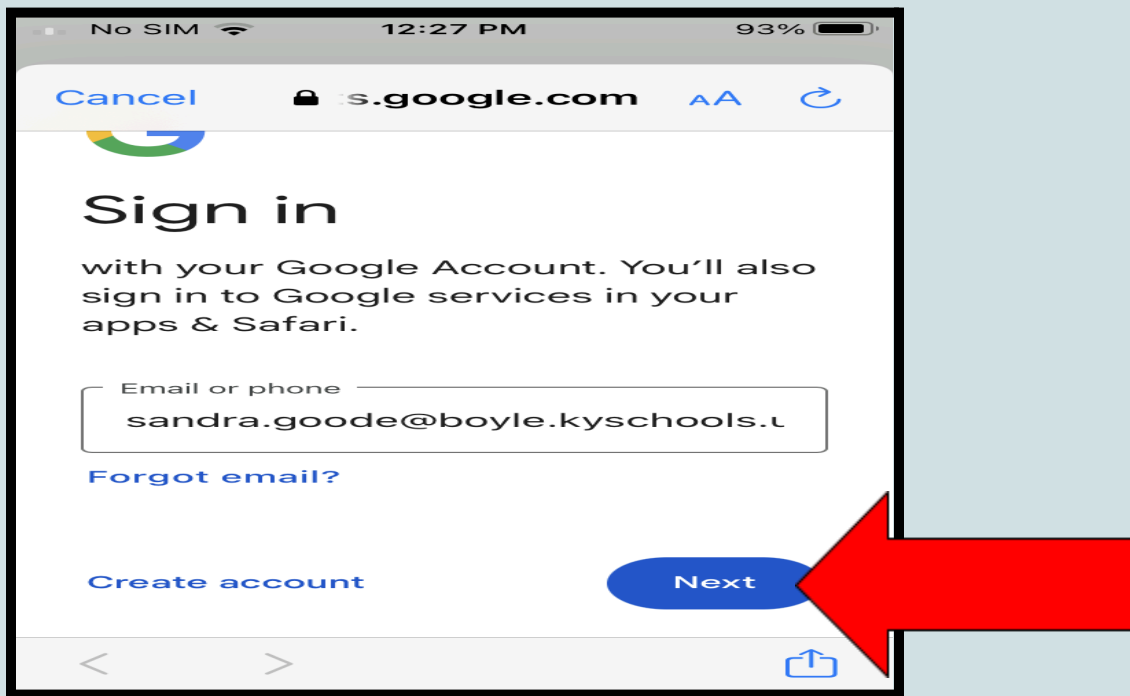 No SIM 12:27 PM 93%
Cancel s.google.com AA
Sign in
with your Google Account. You’ll also
sign in to Google services in your
apps & Safari.
Email or phone
sandra.goode@boyle.kyschools.u
Forgot email?
Create account Next